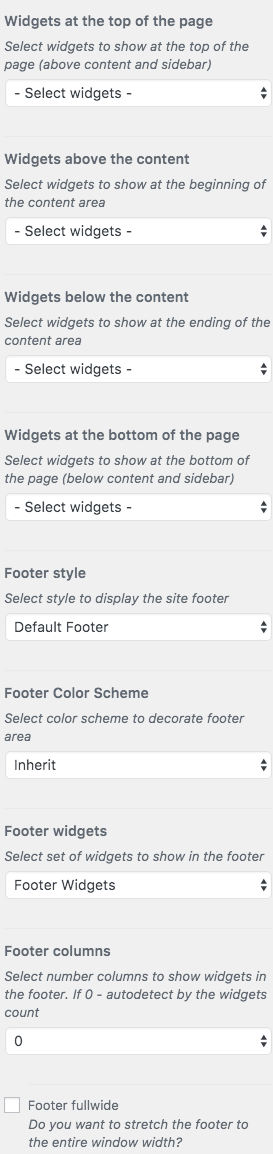 Widgets at the top of the page
Select widgets to show at the top of the
page (above content and sidebar)
- Select widgets -
Widgets above the content
Select widgets to show at the beginning of
the content area
- Select widgets -
Widgets below the content
Select widgets to show at the ending of the
content area
- Select widgets -
Widgets at the bottom of the page
Select widgets to show at the bottom of
the page (below content and sidebar)
- Select widgets -
Footer style
Select style to display the site footer
Default Footer
Footer Color Scheme
Select color scheme to decorate footer
area
Inherit
Footer widgets
Select set of widgets to show in the footer
Footer Widgets
Footer columns
Select number columns to show widgets in
the footer. If 0 - autodetect by the widgets
count
0
Footer fullwide
Do you want to stretch the footer to
the entire window width?